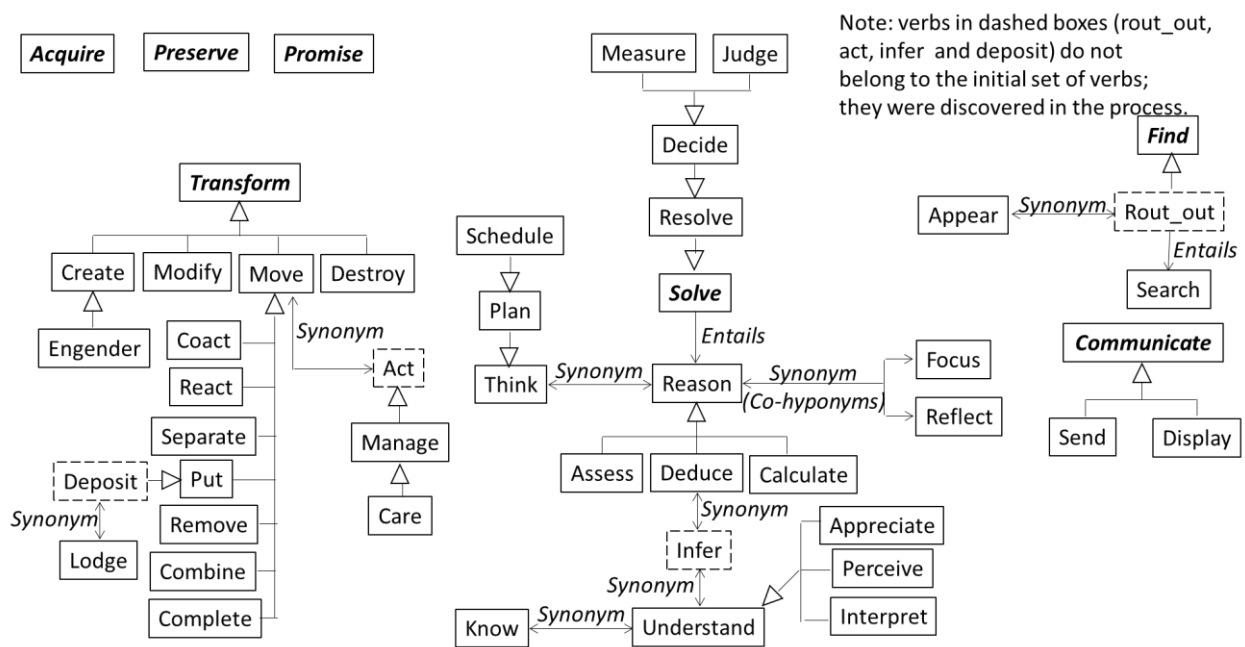 Acquire
Preserve
Promise
Measure
Judge
Note: verbs in dashed boxes (rout_out,
act, infer and deposit) do not
belong to the initial set of verbs;
they were discovered in the process.
Decide
Resolve
Solve
Entails
Schedule
Plan
Think
Synonym
Reason
Synonym
(Co-hyponyms)
Focus
Reflect
Assess
Deduce
Calculate
Synonym
Infer
Synonym
Know
Synonym
Understand
Appreciate
Perceive
Interpret
Transform
Create
Modify
Move
Destroy
Engender
Synonym
Act
Manage
Care
Coact
React
Separate
Deposit
Put
Synonym
Lodge
Remove
Combine
Complete
Find
Appear
Synonym
Rout_out
Entails
Search
Communicate
Send
Display